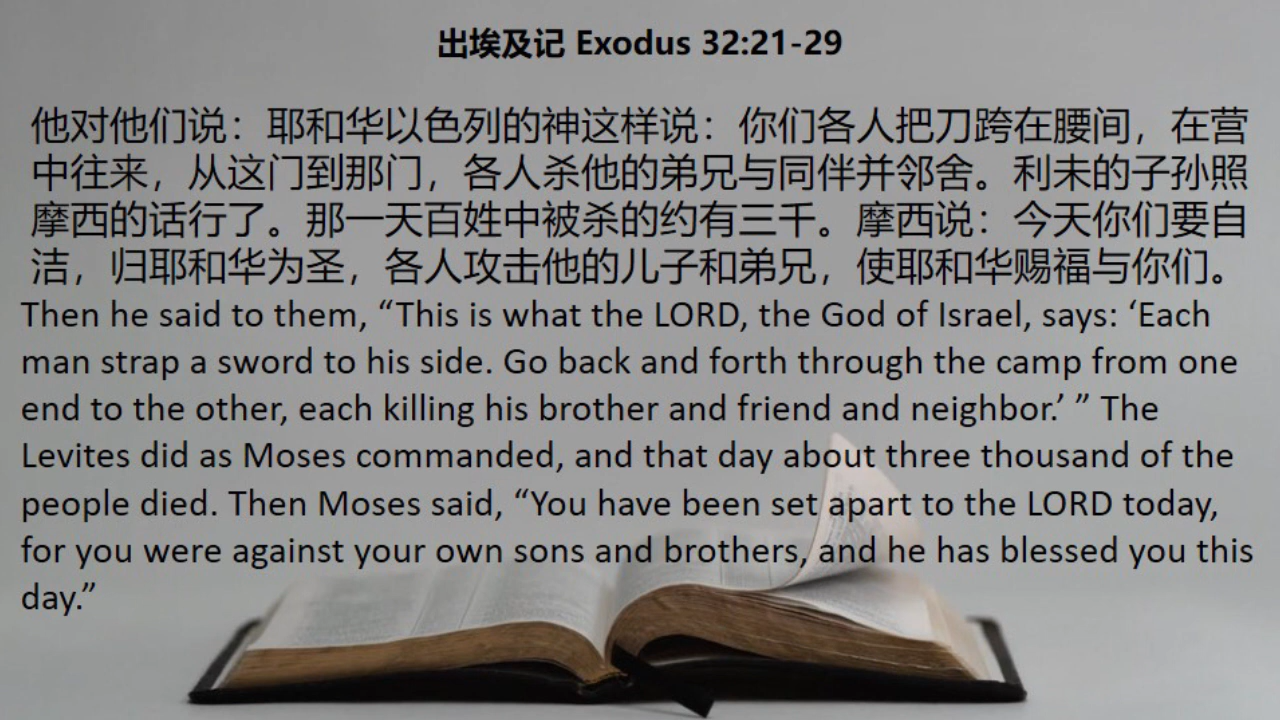 出埃及记 Exodus 32:21-29
他对他们说：耶和华以色列的神这样说：你们各人把刀跨在腰间，在营
中往来，从这门到那门，各人杀他的弟兄与同伴并邻舍。利未的子孙照
摩西的话行了。那一天百姓中被杀的约有三千。摩西说：今天你们要自
洁，归耶和华为圣，各人攻击他的儿子和弟兄，使耶和华赐福与你们。
Then he said to them, “This is what the LORD, the God of Israel, says: ‘Each
man strap a sword to his side. Go back and forth through the camp from one
end to the other, each killing his brother and friend and neighbor.’ ” The
Levites did as Moses commanded, and that day about three thousand of the
people died. Then Moses said, “You have been set apart to the LORD today,
for you were against your own sons and brothers, and he has blessed you this
day.”